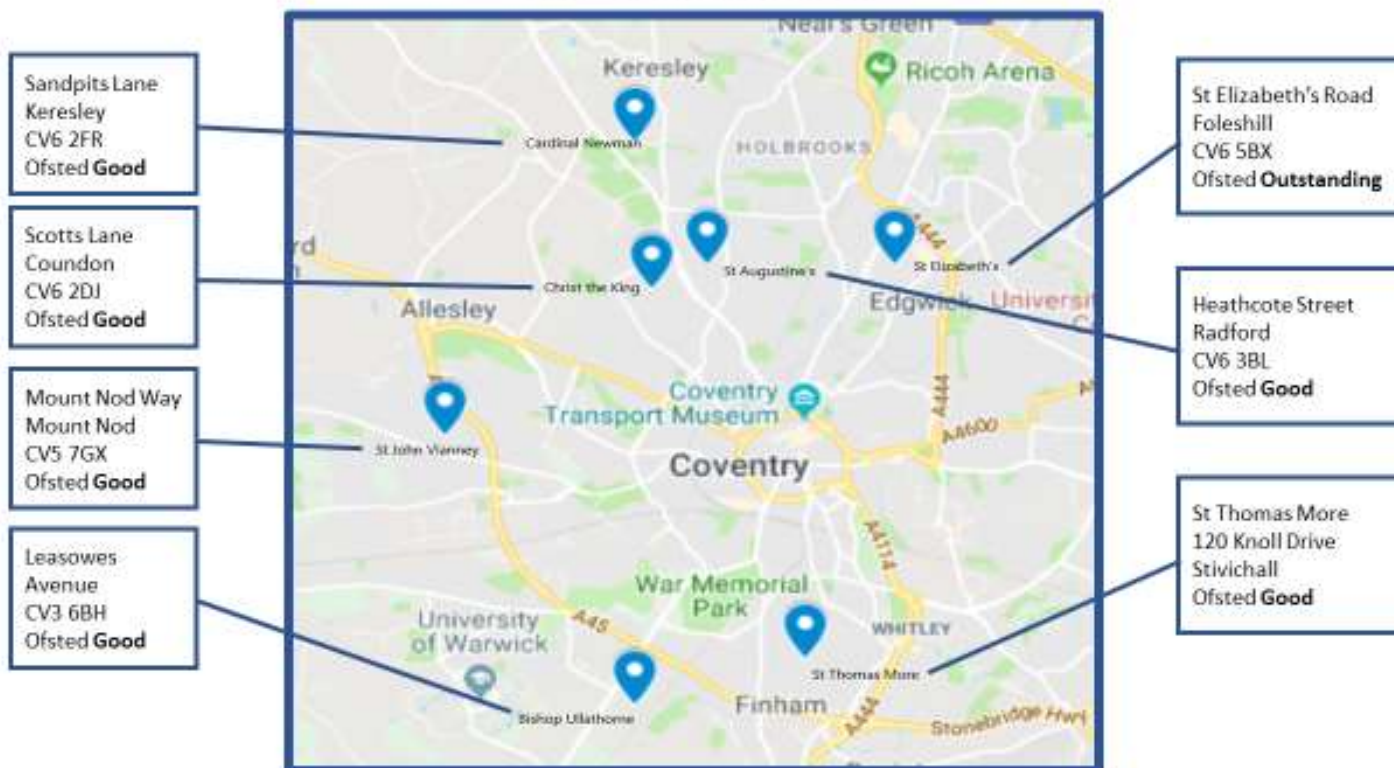 Sandpits Lane
Keresley
CV6 2FR
Ofsted Good
Scotts Lane
Coundon
CV6 2DJ
Ofsted Good
Mount Nod Way
Mount Nod
CV5 7GX
Ofsted Good
Leasowes
Avenue
CV3 6BH
Ofsted Good
Neal's Green
Keresley
Ricoh Arena
Cardinal Newman
HOLBROOKS
A444
St Augustine's
St Elizabeth's
Christ the King
Edgwick
Allesley
Coventry
Transport Museum
A444
St John Vianney
A4600
Coventry
A4114
War Memorial
Park
University
of Warwick
A45
WHITLEY
St Thomas More
Bishop Ullathorne
Finham
A444
Stonebridge Hwy
St Elizabeth's Road
Foleshill
CV6 5BX
Ofsted Outstanding
Heathcote Street
Radford
CV6 3BL
Ofsted Good
St Thomas More
120 Knoll Drive
Stivichall
Ofsted Good